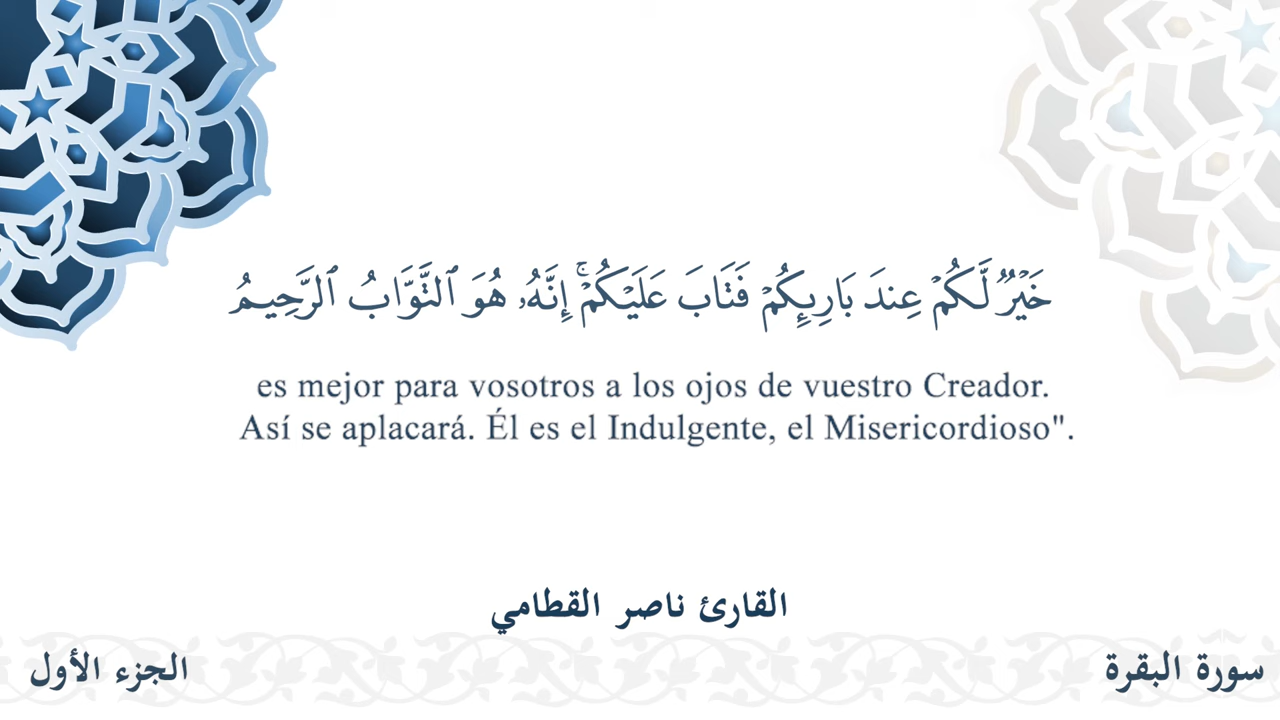 خَيْرٌ لَّكُمْ عِندَ بَارِئِكُمْ فَتَابَ عَلَيْكُمْ ۚ إِنَّهُۥ هُوَ ٱلتَّوَّابُ ٱلرَّحِيمُ
es mejor para vosotros a los ojos de vuestro Creador.
Así se aplacará. Él es el Indulgente, el Misericordioso".
القارئ ناصر القطامي
سورة البقرة
الجزء الأول